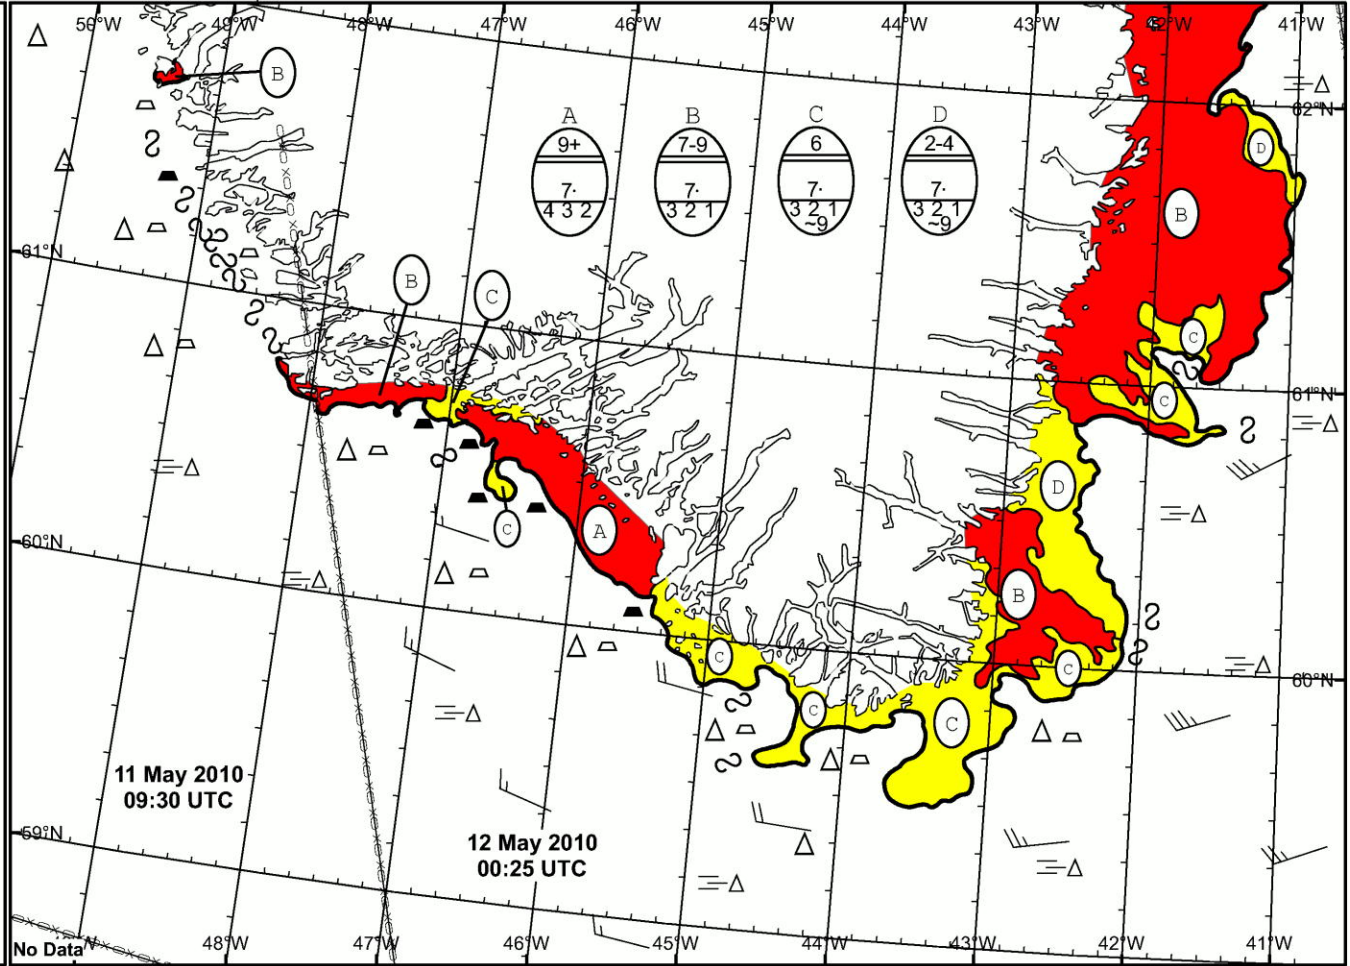 50°W 49°W 48°W 47°W 46°W 45°W 44°W 43°W 42°W 41°W
B
62°N
A B C D
9+ 7-9 6 2-4
7· 7· 7· 7·
4 3 2 3 2 1 3 2 1 3 2 1
~9 ~9
D
B
61°N
B C
C
61°N
C
D
A
C
60°N
B
C C
60°N
C C
11 May 2010
09:30 UTC
59°N
12 May 2010
00:25 UTC
No Data
48°W 47°W 46°W 45°W 44°W 43°W 42°W 41°W